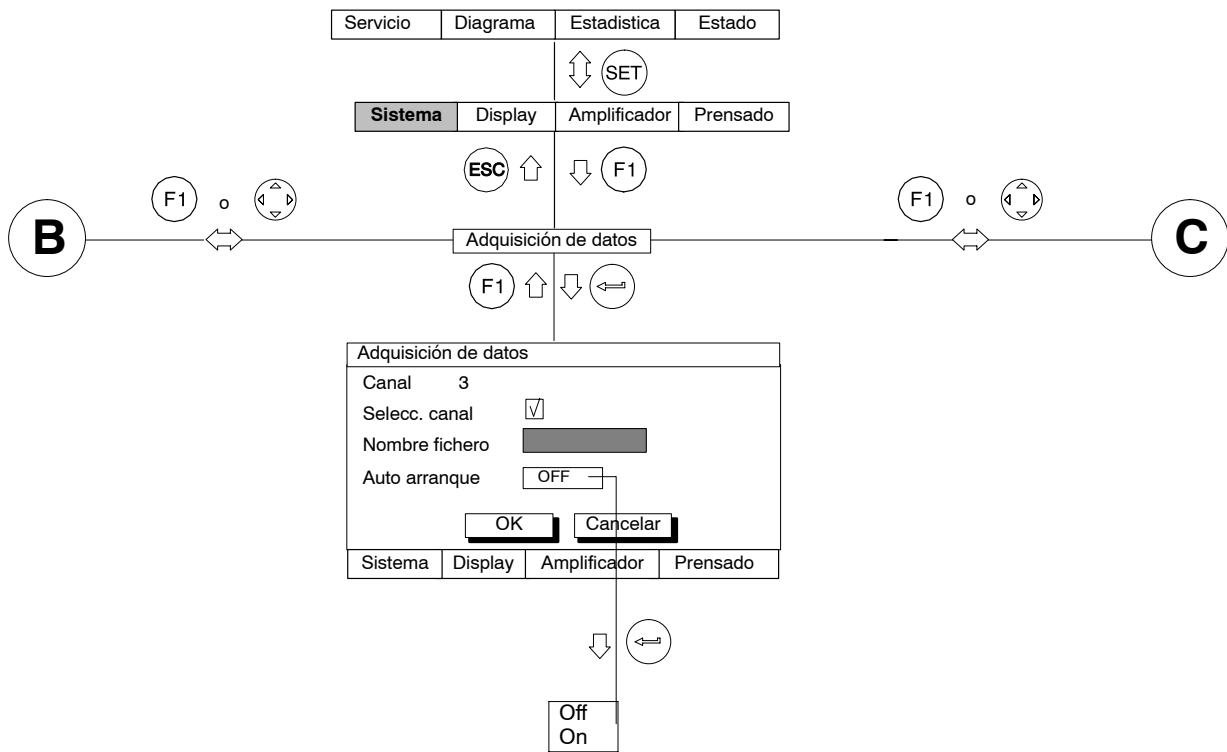 Servicio Diagrama Estadistica Estado
SET
Sistema Display Amplificador Prensado
ESC F1
F1 o
F1 o
B
Adquisición de datos
C
F1
Adquisición de datos
Canal 3
Selecc. canal
Nombre fichero
Auto arranque OFF
OK Cancelar
Sistema Display Amplificador Prensado
Off
On